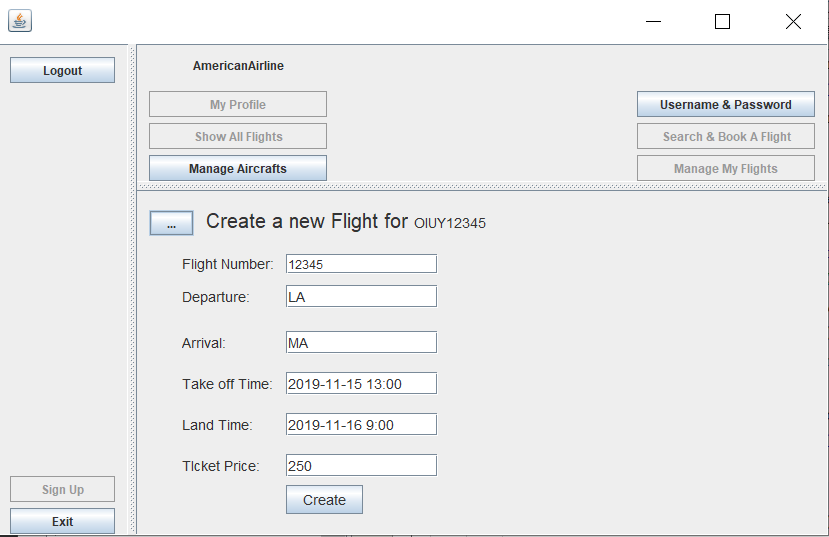 Logout
AmericanAirline
My Profile
Username & Password
Show All Flights
Search & Book A Flight
Manage Aircrafts
Manage My Flights
... Create a new Flight for OIUY12345
Flight Number: 12345
Departure: LA
Arrival: MA
Take off Time: 2019-11-15 13:00
Land Time: 2019-11-16 9:00
TIcket Price: 250
Create
Sign Up
Exit